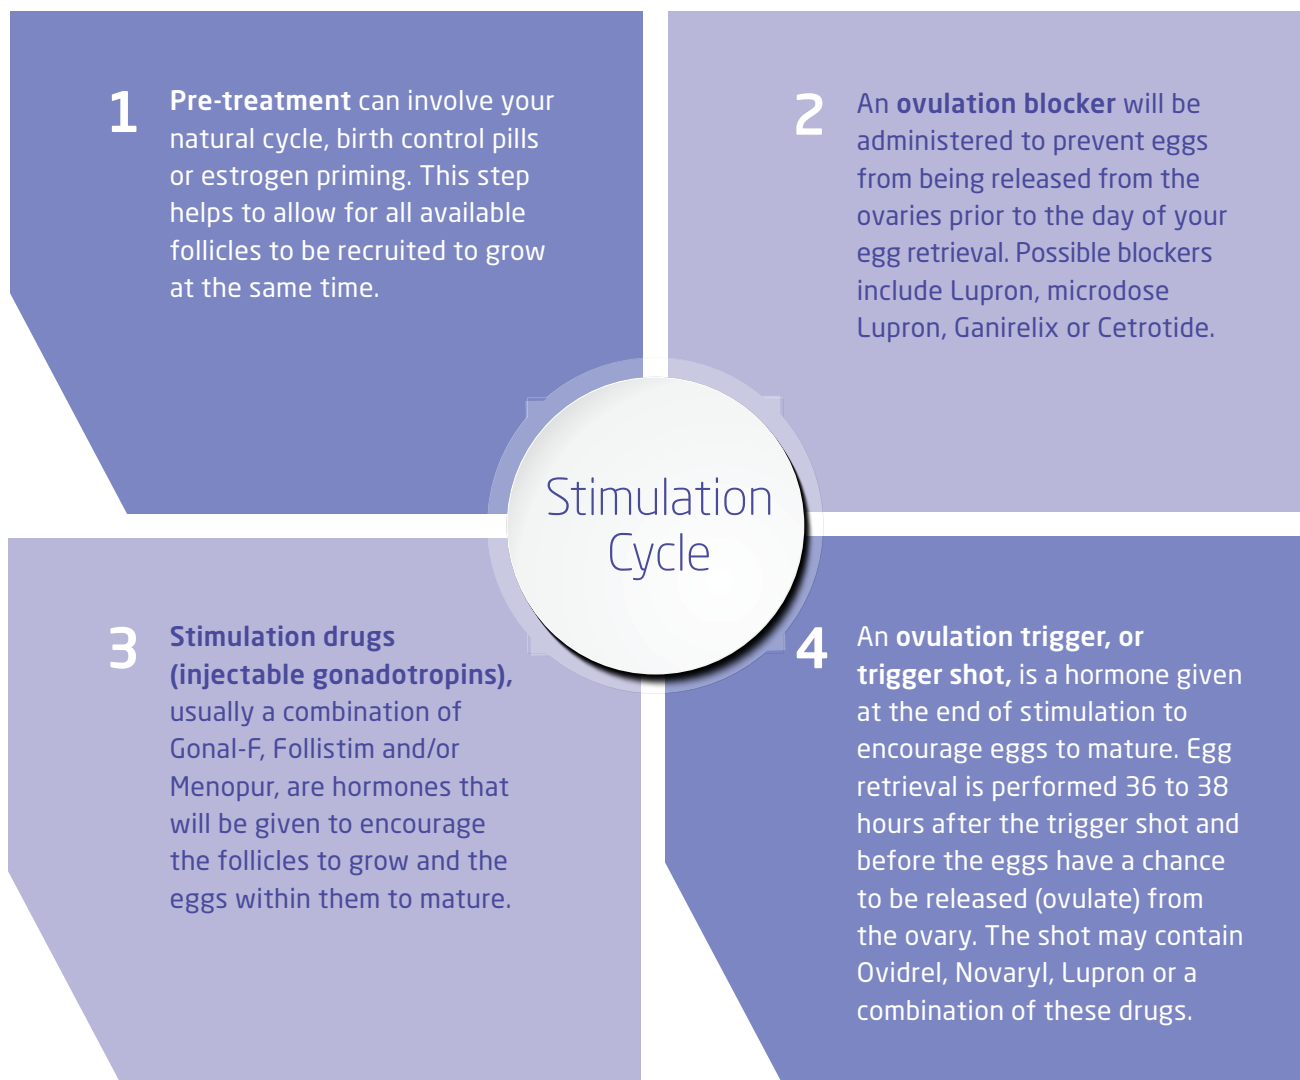 1
Pre-treatment can involve your
natural cycle, birth control pills
or estrogen priming. This step
helps to allow for all available
follicles to be recruited to grow
at the same time.
2
An ovulation blocker will be
administered to prevent eggs
from being released from the
ovaries prior to the day of your
egg retrieval. Possible blockers
include Lupron, microdose
Lupron, Ganirelix or Cetrotide.
Stimulation
Cycle
3
Stimulation drugs
(injectable gonadotropins),
usually a combination of
Gonal-F, Follistim and/or
Menopur, are hormones that
will be given to encourage
the follicles to grow and the
eggs within them to mature.
4
An ovulation trigger, or
trigger shot, is a hormone given
at the end of stimulation to
encourage eggs to mature. Egg
retrieval is performed 36 to 38
hours after the trigger shot and
before the eggs have a chance
to be released (ovulate) from
the ovary. The shot may contain
Ovidrel, Novaryl, Lupron or a
combination of these drugs.